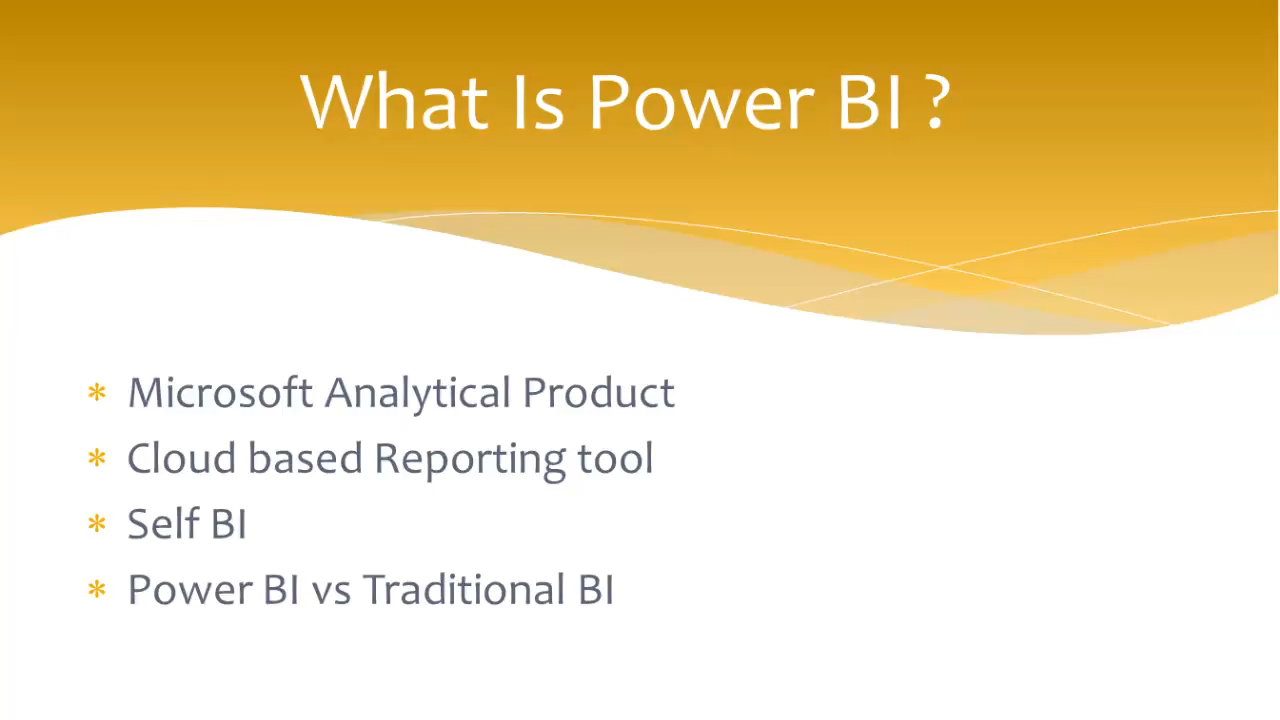 What Is Power BI ?
* Microsoft Analytical Product
* Cloud based Reporting tool
* Self BI
* Power BI vs Traditional BI